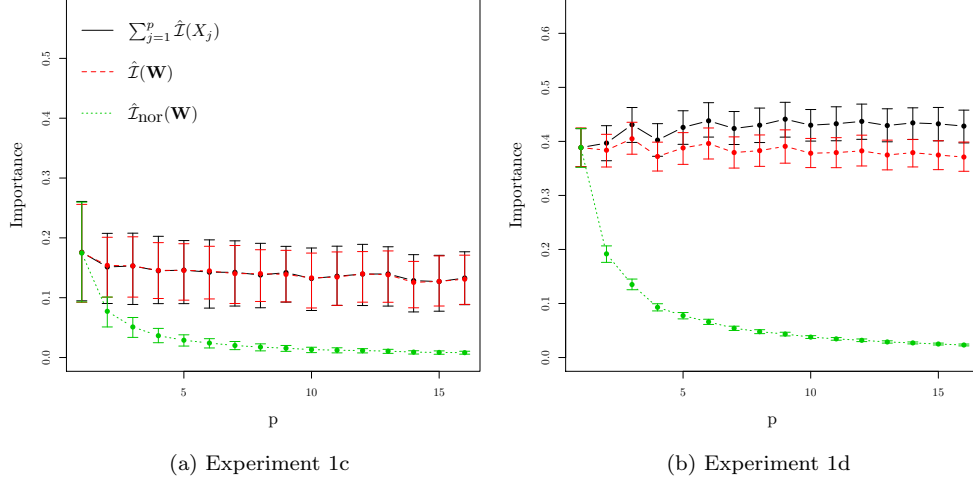 ∑_{j=1}^{p} Î(X_j)
Î(W)
Î_nor(W)
Importance
0.0
0.1
0.2
0.3
0.4
0.5
5
10
15
p
(a) Experiment 1c
Importance
0.0
0.1
0.2
0.3
0.4
0.5
0.6
5
10
15
p
(b) Experiment 1d